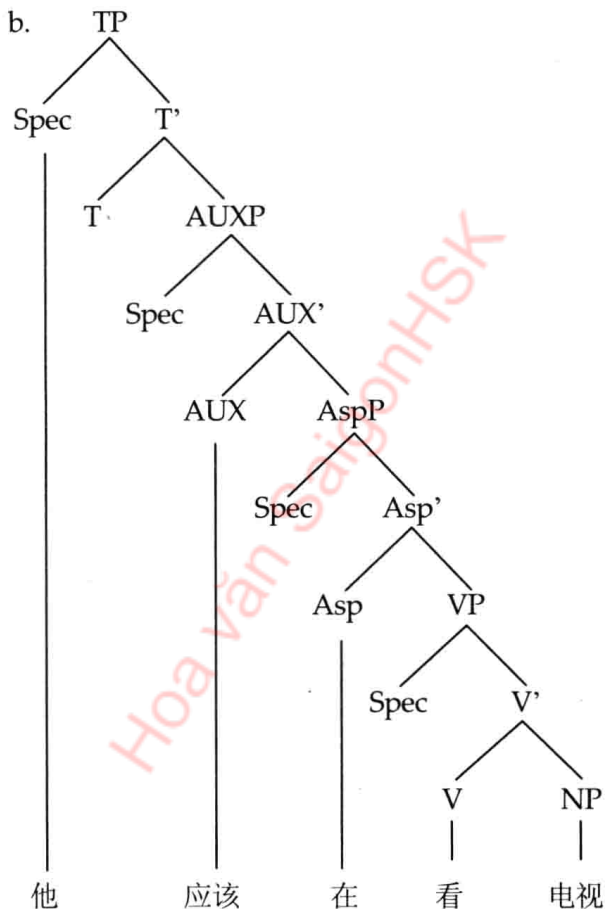 b. TP
Spec T'
T AUXP
Spec AUX'
AUX AspP
Spec Asp'
Asp VP
Spec V'
V NP
他 应该 在 看 电视
Hoa văn SaigonHSK